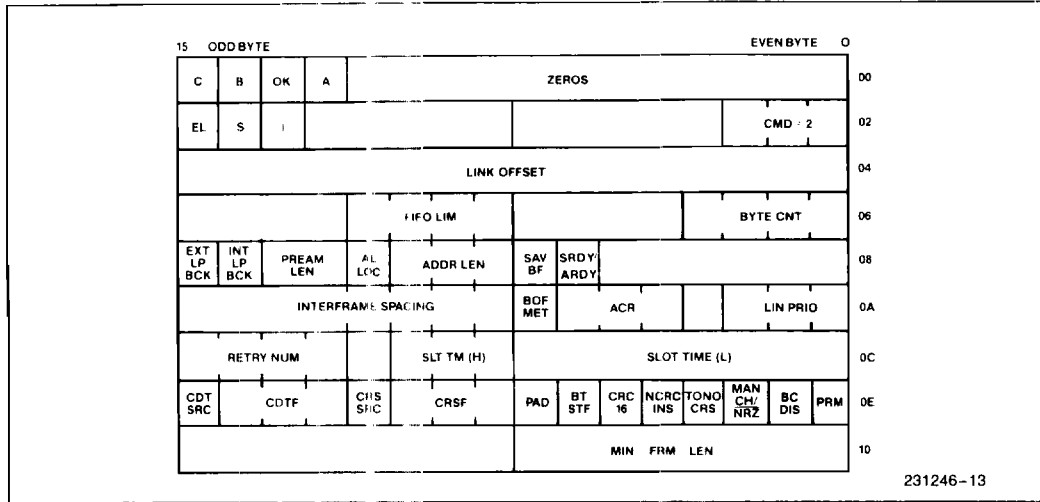 15 ODD BYTE EVEN BYTE O
C B OK A ZEROS 00
EL S I CMD = 2 02
LINK OFFSET 04
FIFO LIM BYTE CNT 06
EXT LP BCK INT LP BCK PREAM LEN AL LOC ADDR LEN SAV BF SRDY/ ARDY 08
INTERFRAME SPACING BOF MET ACR LIN PRIO 0A
RETRY NUM SLT TM (H) SLOT TIME (L) 0C
CDT SRC CDTF CRS SRC CRSF PAD BT STF CRC 16 NCRC INS TONO CRS MAN CH/ NRZ BC DIS PRM 0E
MIN FRM LEN 10
231246-13